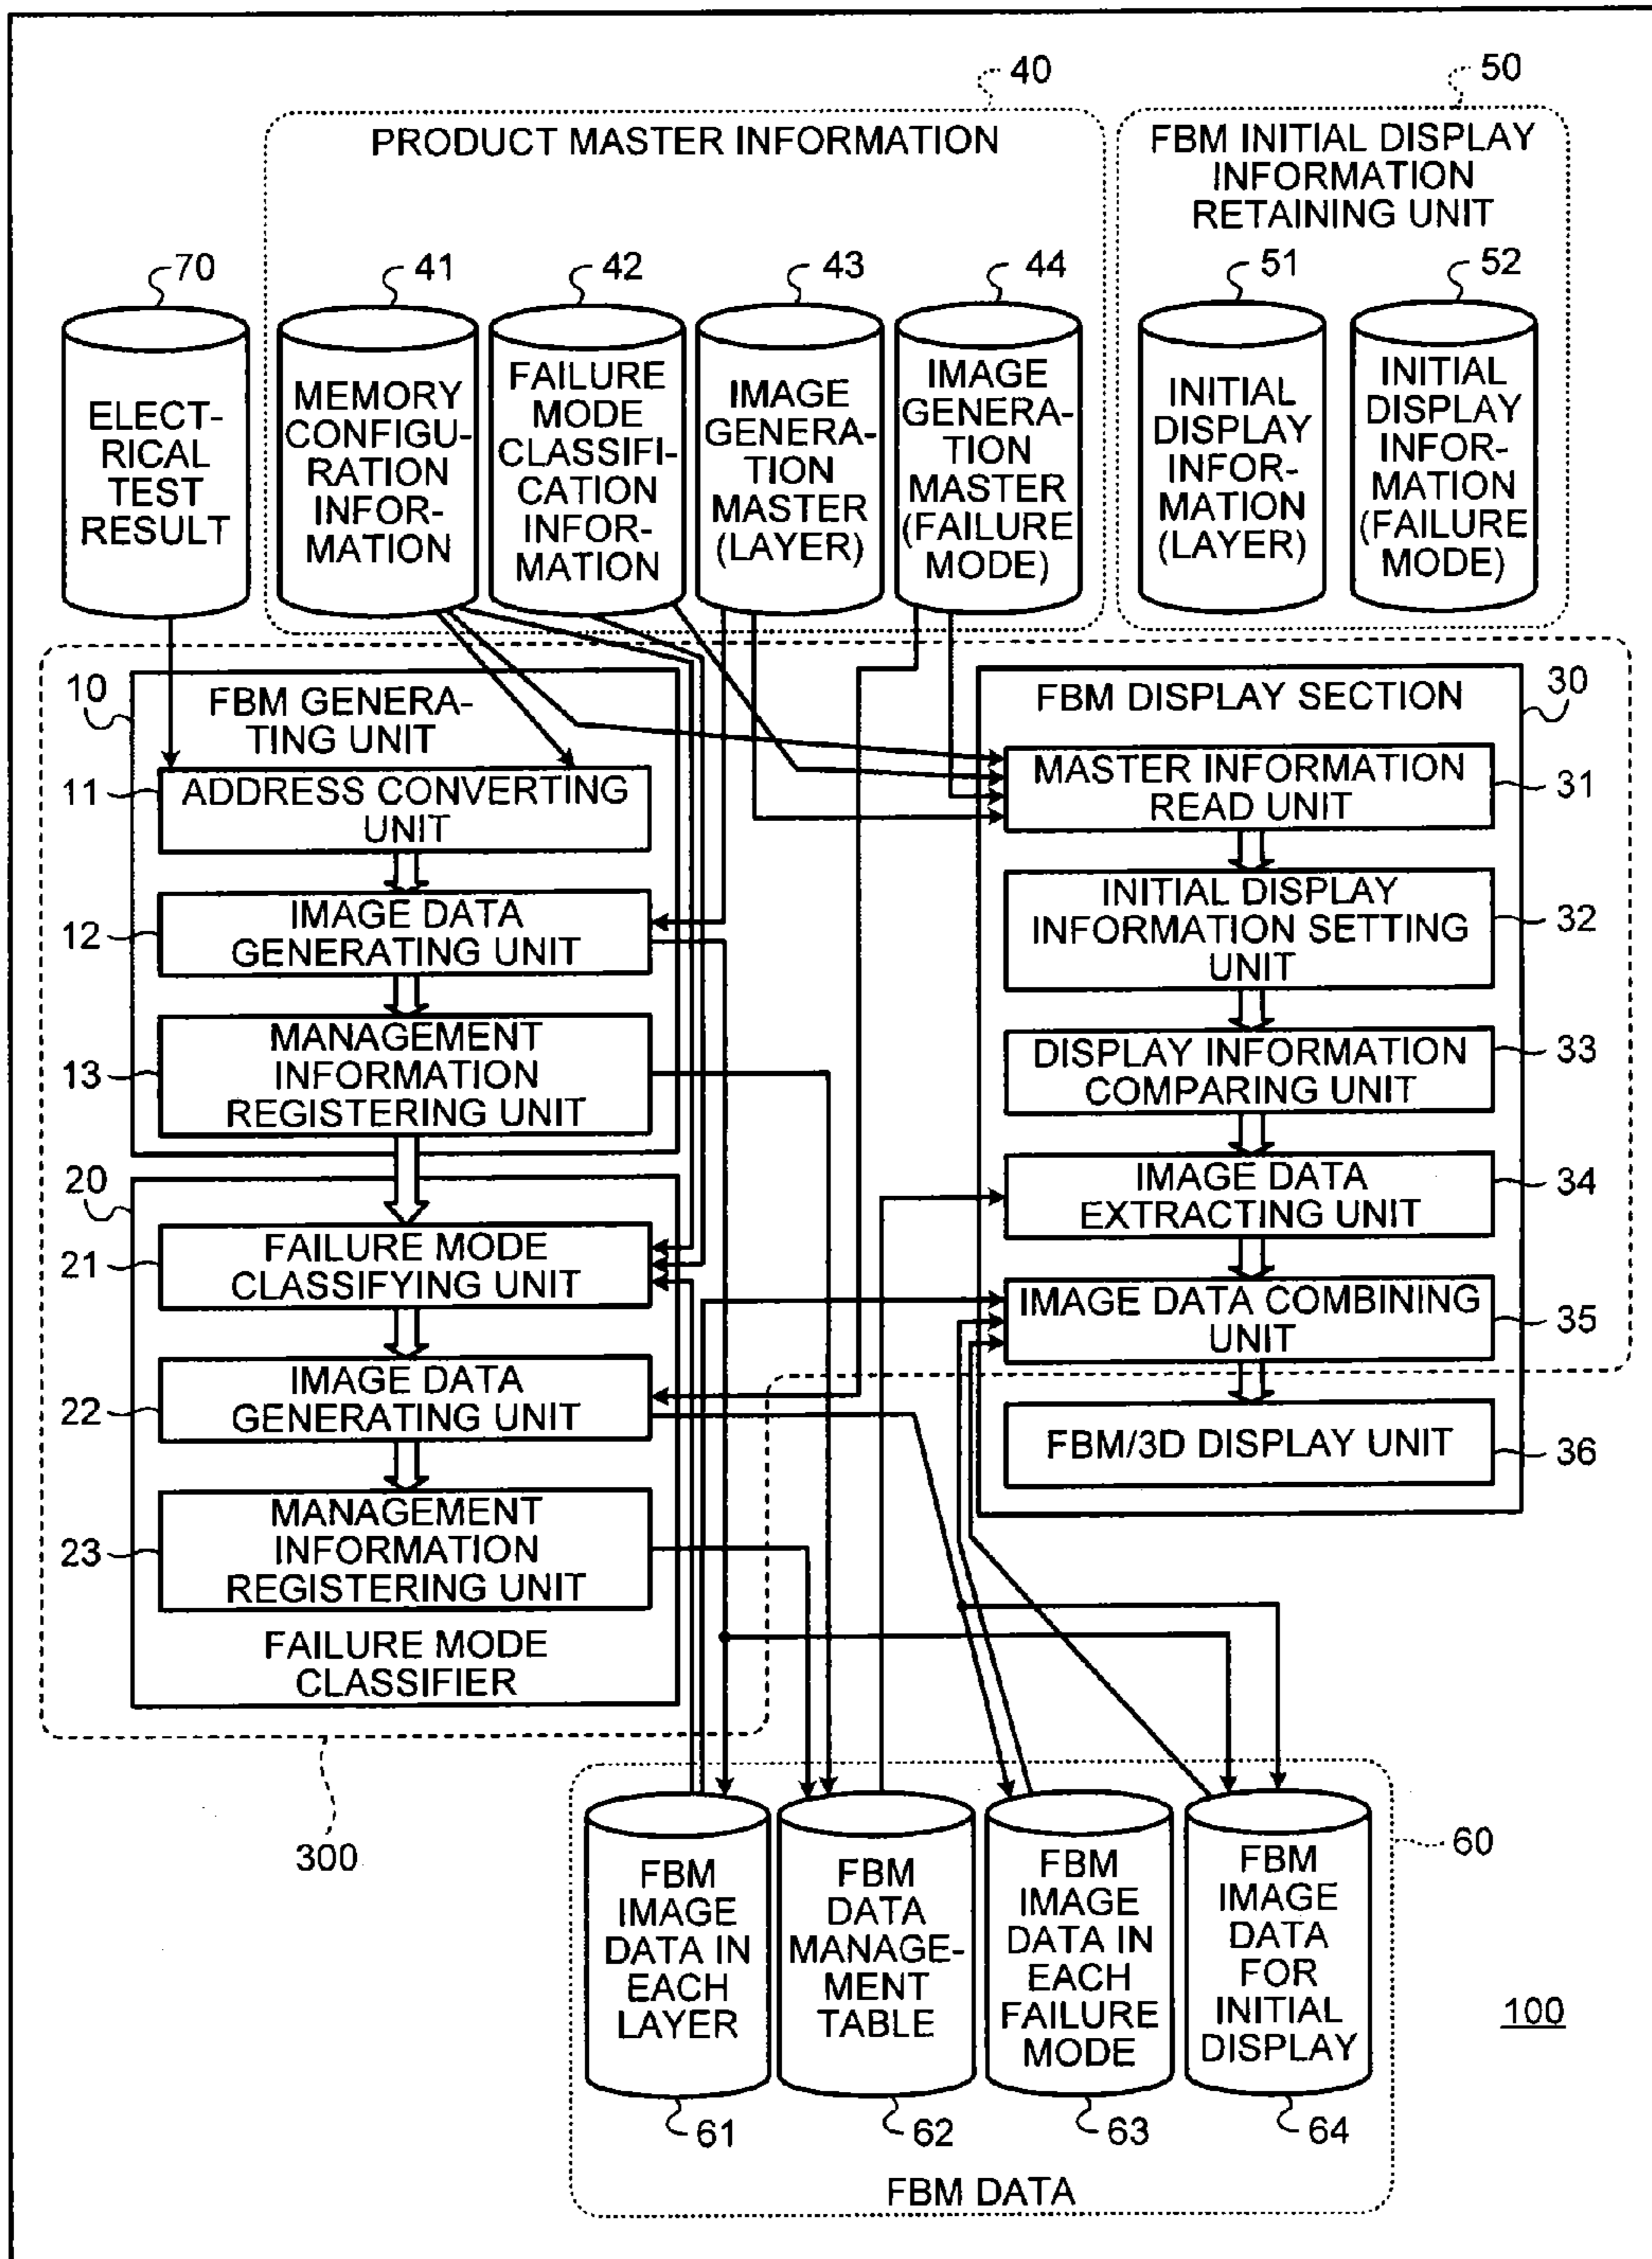 40
50
PRODUCT MASTER INFORMATION
FBM INITIAL DISPLAY
INFORMATION
RETAINING UNIT
70
41
42
43
44
51
52
ELECT-
RICAL
TEST
RESULT
MEMORY
CONFIGU-
RATION
INFOR-
MATION
FAILURE
MODE
CLASSIFI-
CATION
INFOR-
MATION
IMAGE
GENERA-
TION
MASTER
(LAYER)
IMAGE
GENERA-
TION
MASTER
(FAILURE
MODE)
INITIAL
DISPLAY
INFOR-
MATION
(LAYER)
INITIAL
DISPLAY
INFOR-
MATION
(FAILURE
MODE)
10
FBM GENERA-
TING UNIT
11
ADDRESS CONVERTING
UNIT
12
IMAGE DATA
GENERATING UNIT
13
MANAGEMENT
INFORMATION
REGISTERING UNIT
20
21
FAILURE MODE
CLASSIFYING UNIT
22
IMAGE DATA
GENERATING UNIT
23
MANAGEMENT
INFORMATION
REGISTERING UNIT
FAILURE MODE
CLASSIFIER
300
FBM DISPLAY SECTION
30
MASTER INFORMATION
READ UNIT
31
INITIAL DISPLAY
INFORMATION SETTING
UNIT
32
DISPLAY INFORMATION
COMPARING UNIT
33
IMAGE DATA
EXTRACTING UNIT
34
IMAGE DATA COMBINING
UNIT
35
FBM/3D DISPLAY UNIT
36
60
FBM
IMAGE
DATA IN
EACH
LAYER
FBM
DATA
MANAGE-
MENT
TABLE
FBM
IMAGE
DATA IN
EACH
FAILURE
MODE
FBM
IMAGE
DATA
FOR
INITIAL
DISPLAY
61
62
63
64
FBM DATA
100